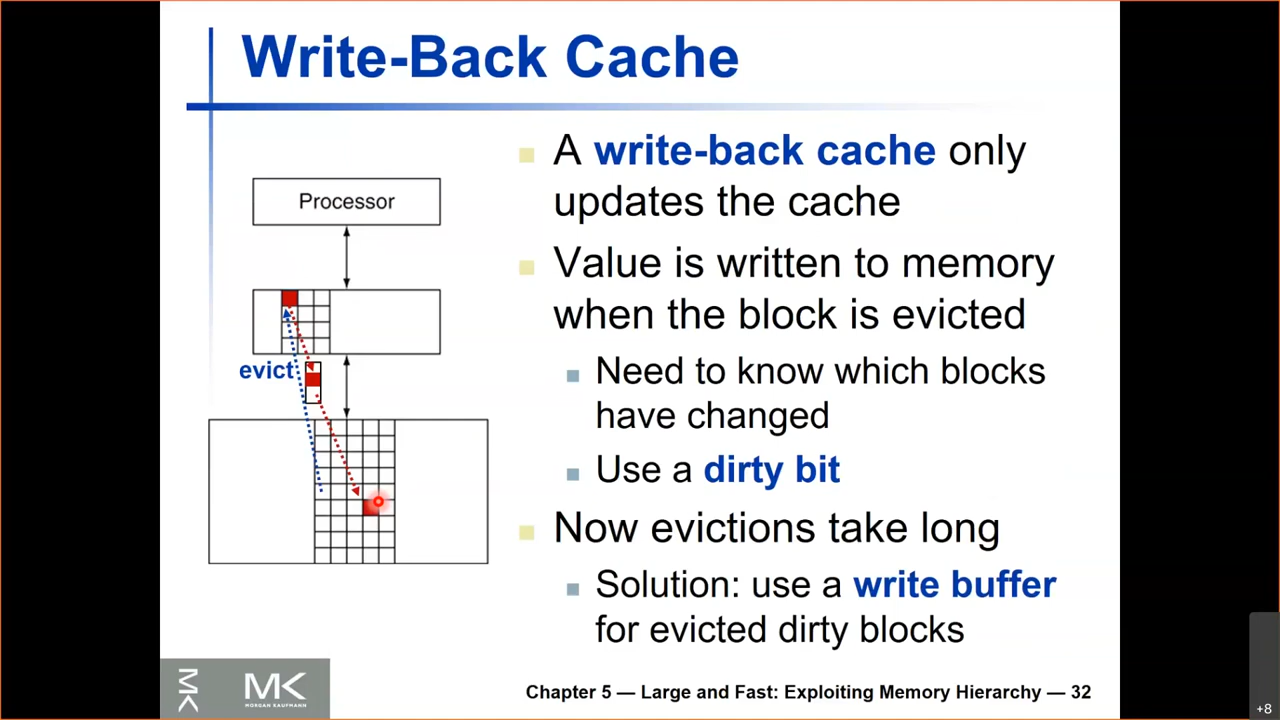 Write-Back Cache
Processor
evict
A write-back cache only
updates the cache
Value is written to memory
when the block is evicted
Need to know which blocks
have changed
Use a dirty bit
Now evictions take long
Solution: use a write buffer
for evicted dirty blocks
MK
MK
MORGAN KAUFMANN
Chapter 5 — Large and Fast: Exploiting Memory Hierarchy — 32
+8